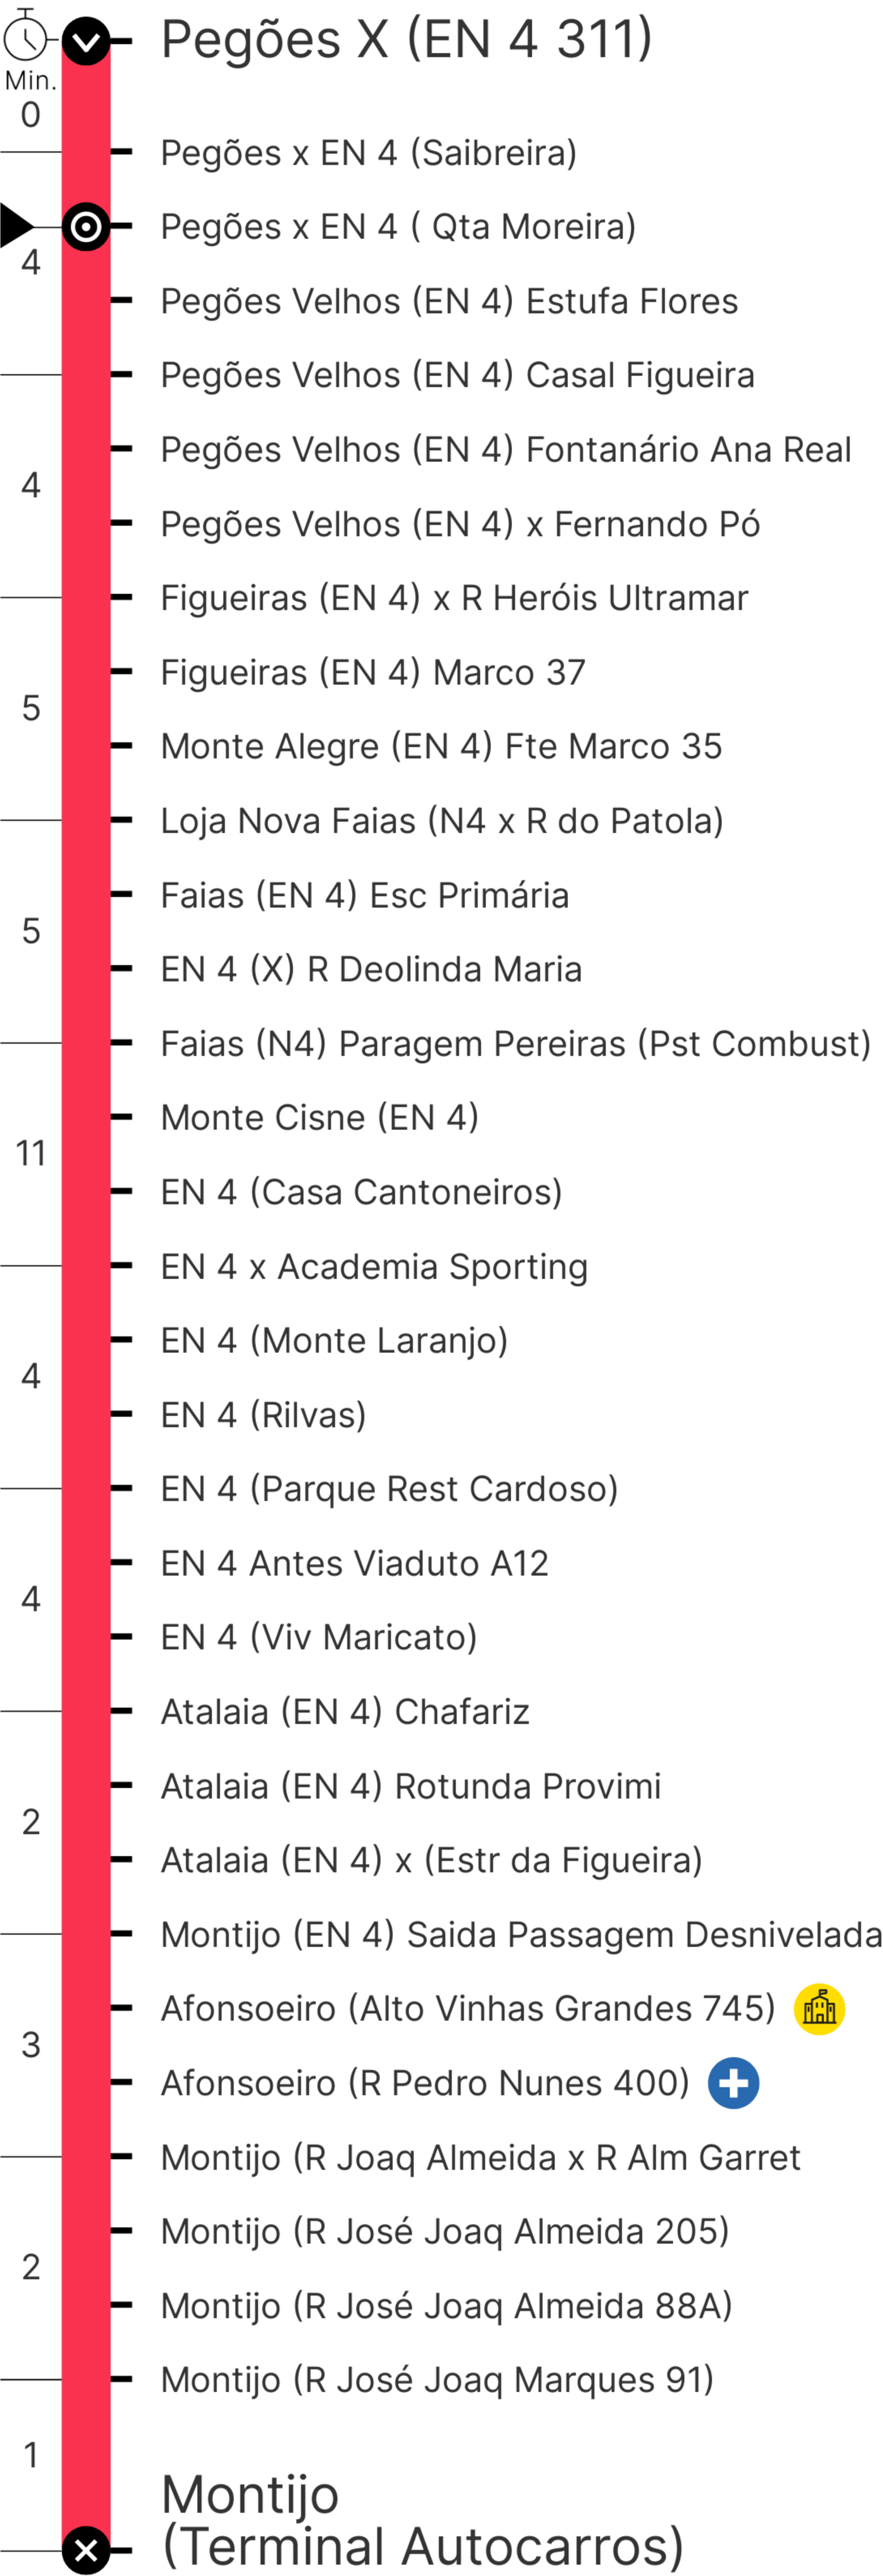 Pegões X (EN 4 311)
Min.
0
Pegões x EN 4 (Saibreira)
Pegões x EN 4 ( Qta Moreira)
4
Pegões Velhos (EN 4) Estufa Flores
Pegões Velhos (EN 4) Casal Figueira
Pegões Velhos (EN 4) Fontanário Ana Real
4
Pegões Velhos (EN 4) x Fernando Pó
Figueiras (EN 4) x R Heróis Ultramar
Figueiras (EN 4) Marco 37
5
Monte Alegre (EN 4) Fte Marco 35
Loja Nova Faias (N4 x R do Patola)
Faias (EN 4) Esc Primária
5
EN 4 (X) R Deolinda Maria
Faias (N4) Paragem Pereiras (Pst Combust)
Monte Cisne (EN 4)
11
EN 4 (Casa Cantoneiros)
EN 4 x Academia Sporting
EN 4 (Monte Laranjo)
4
EN 4 (Rilvas)
EN 4 (Parque Rest Cardoso)
EN 4 Antes Viaduto A12
4
EN 4 (Viv Maricato)
Atalaia (EN 4) Chafariz
Atalaia (EN 4) Rotunda Provimi
2
Atalaia (EN 4) x (Estr da Figueira)
Montijo (EN 4) Saida Passagem Desnivelada
Afonsoeiro (Alto Vinhas Grandes 745)
3
Afonsoeiro (R Pedro Nunes 400)
Montijo (R Joaq Almeida x R Alm Garret
Montijo (R José Joaq Almeida 205)
2
Montijo (R José Joaq Almeida 88A)
Montijo (R José Joaq Marques 91)
1
Montijo
(Terminal Autocarros)